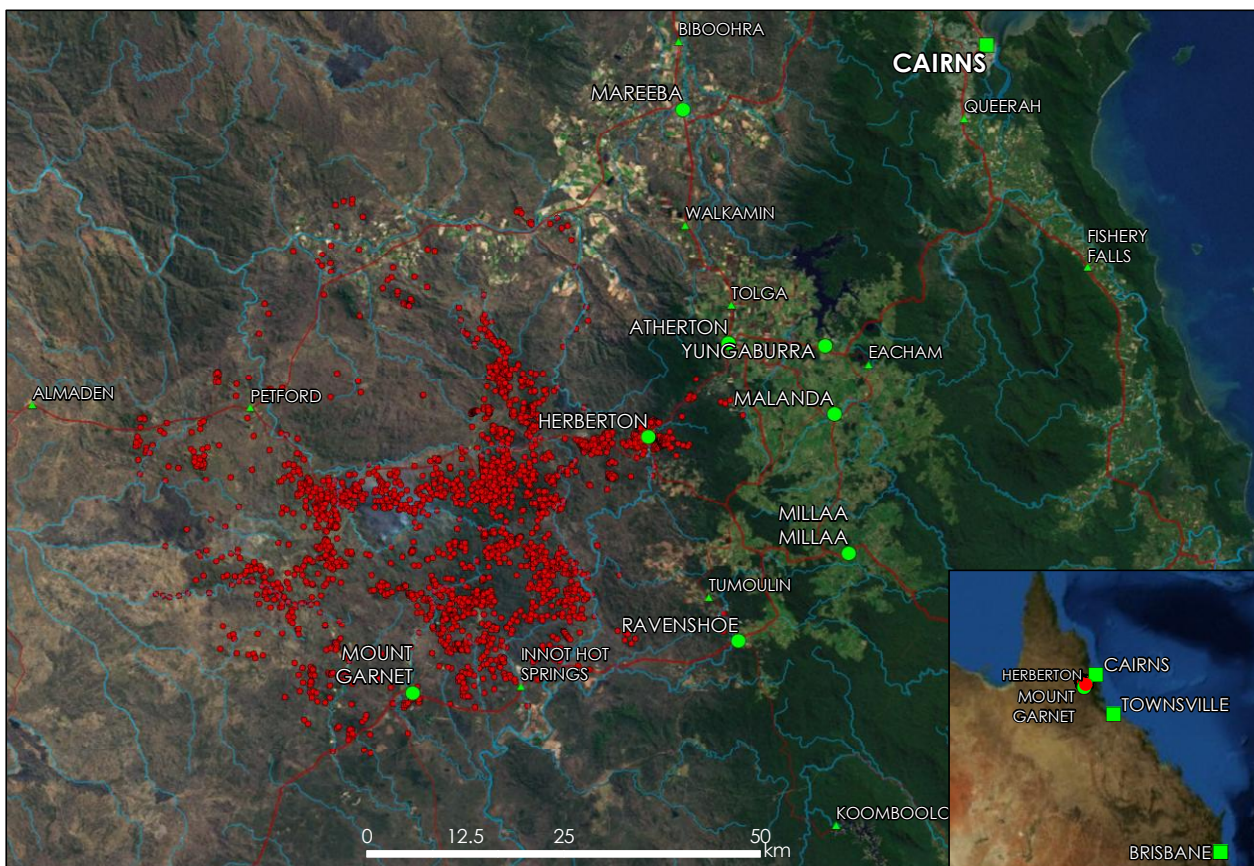 BIBOOHRA
CAIRNS
MAREEBA
QUEERAH
WALKAMIN
FISHERY
FALLS
TOLGA
ATHERTON
YUNGABURRA
EACHAM
ALMADEN
PETFORD
MALANDA
HERBERTON
MILLAA
MILLAA
TUMOULIN
RAVENSHOE
MOUNT
GARNET
INNOT HOT
SPRINGS
KOOMBOOLO
0 12.5 25 50
km
CAIRNS
HERBERTON
MOUNT
GARNET
TOWNSVILLE
BRISBANE